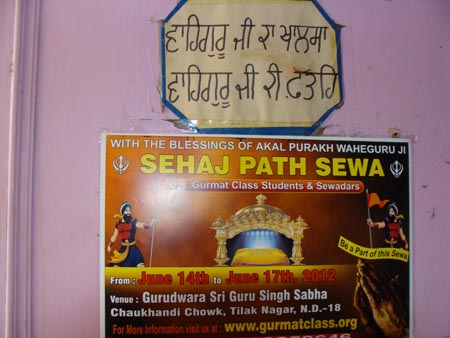 ਵਾਹਿਗੁਰੂ ਜੀ ਕਾ ਖਾਲਸਾ
ਵਾਹਿਗੁਰੂ ਜੀ ਕੀ ਫ਼ਤਹਿ
WITH THE BLESSINGS OF AKAL PURAKH WAHEGURU JI
SEHAJ PATH SEWA
By: Gurmat Class Students & Sewadars
Be a Part of this Sewa
From: June 14th to June 17th, 2012
Venue: Gurudwara Sri Guru Singh Sabha
Chaukhandi Chowk, Tilak Nagar, N.D.-18
For More Information visit us at: www.gurmatclass.org